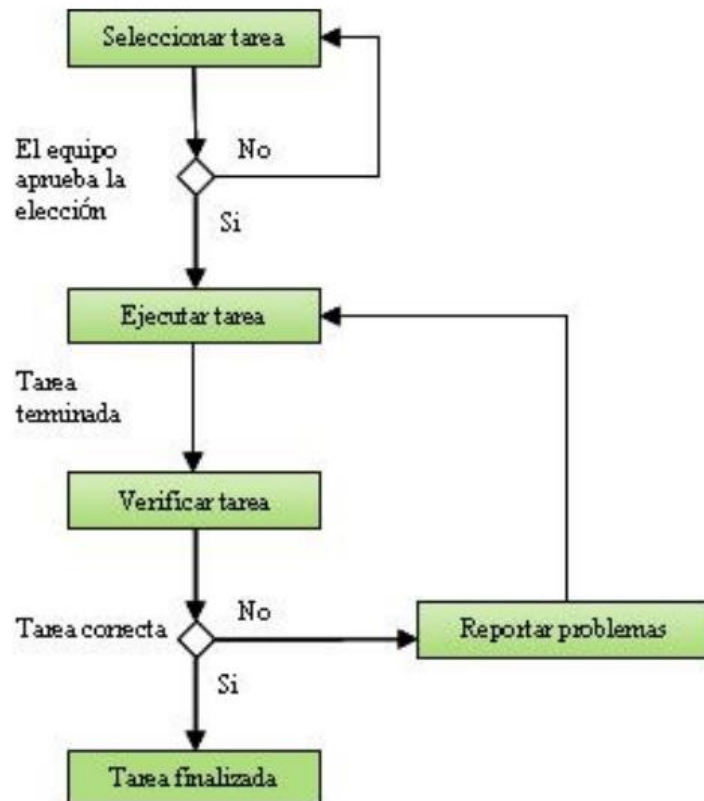 Seleccionar tarea
El equipo
aprueba la
elección
No
Si
Ejecutar tarea
Tarea
terminada
Verificar tarea
Tarea correcta
No
Reportar problemas
Si
Tarea finalizada